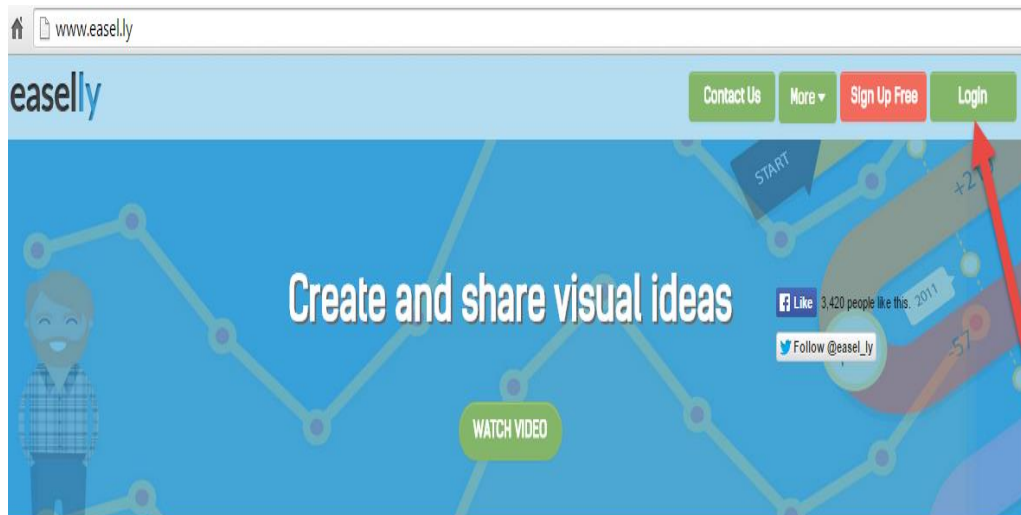 www.easel.ly
easelly
Contact Us More Sign Up Free Login
START
+2
Create and share visual ideas
Like 3,420 people like this. 2011
Follow @easel_ly
-57
WATCH VIDEO